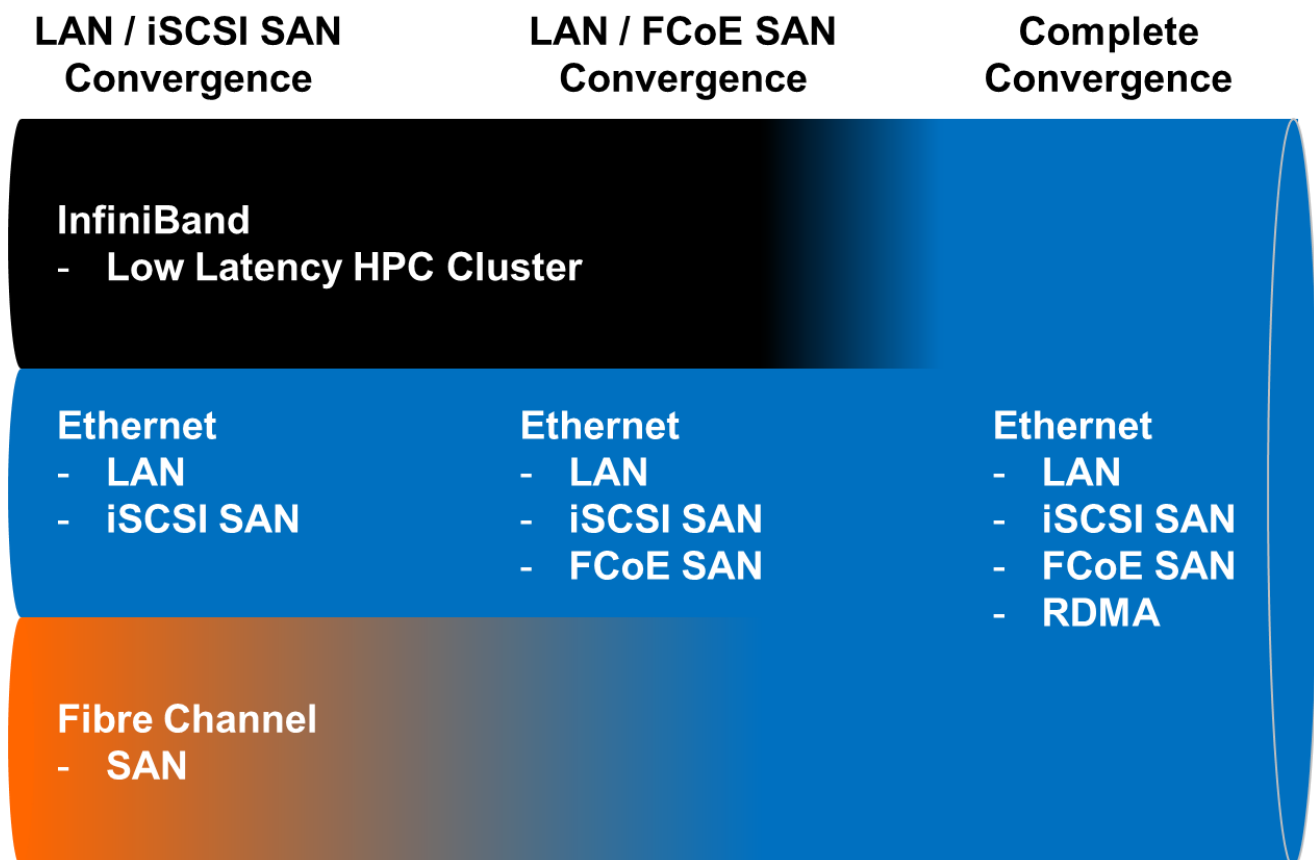 LAN / iSCSI SAN
Convergence
LAN / FCoE SAN
Convergence
Complete
Convergence
InfiniBand
- Low Latency HPC Cluster
Ethernet
- LAN
- iSCSI SAN
Ethernet
- LAN
- iSCSI SAN
- FCoE SAN
Ethernet
- LAN
- iSCSI SAN
- FCoE SAN
- RDMA
Fibre Channel
- SAN